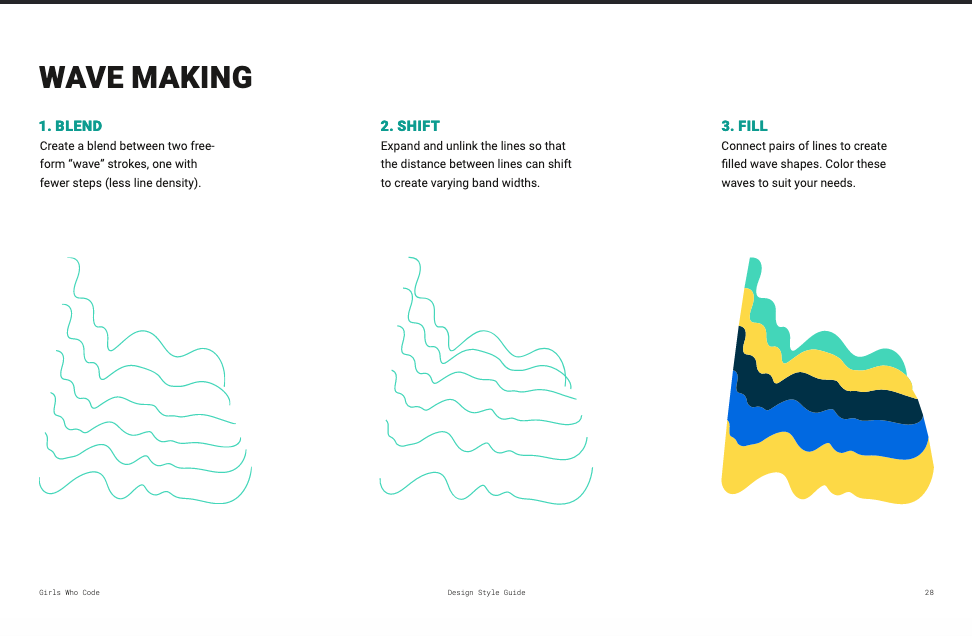 WAVE MAKING
1. BLEND
Create a blend between two free-
form “wave” strokes, one with
fewer steps (less line density).
2. SHIFT
Expand and unlink the lines so that
the distance between lines can shift
to create varying band widths.
3. FILL
Connect pairs of lines to create
filled wave shapes. Color these
waves to suit your needs.
Girls Who Code
Design Style Guide
28